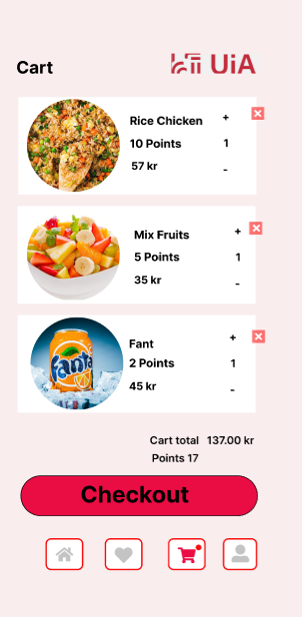 Cart
UiA
Rice Chicken
+
10 Points
1
57 kr
-
Mix Fruits
+
5 Points
1
35 kr
-
Fant
+
2 Points
1
45 kr
-
fanta
Cart total 137.00 kr
Points 17
Checkout